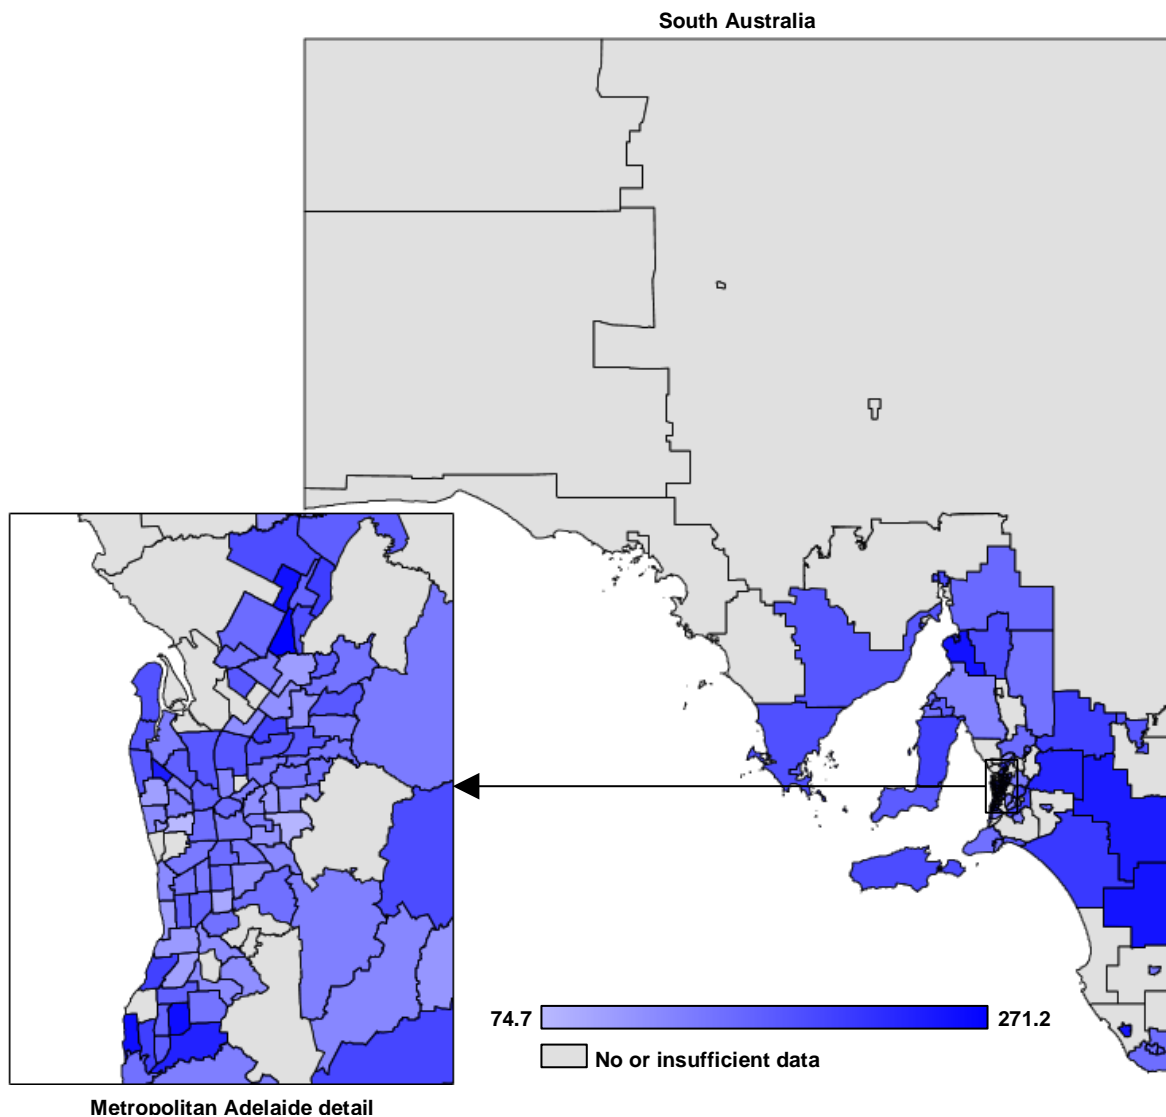 South Australia
74.7
271.2
No or insufficient data
Metropolitan Adelaide detail